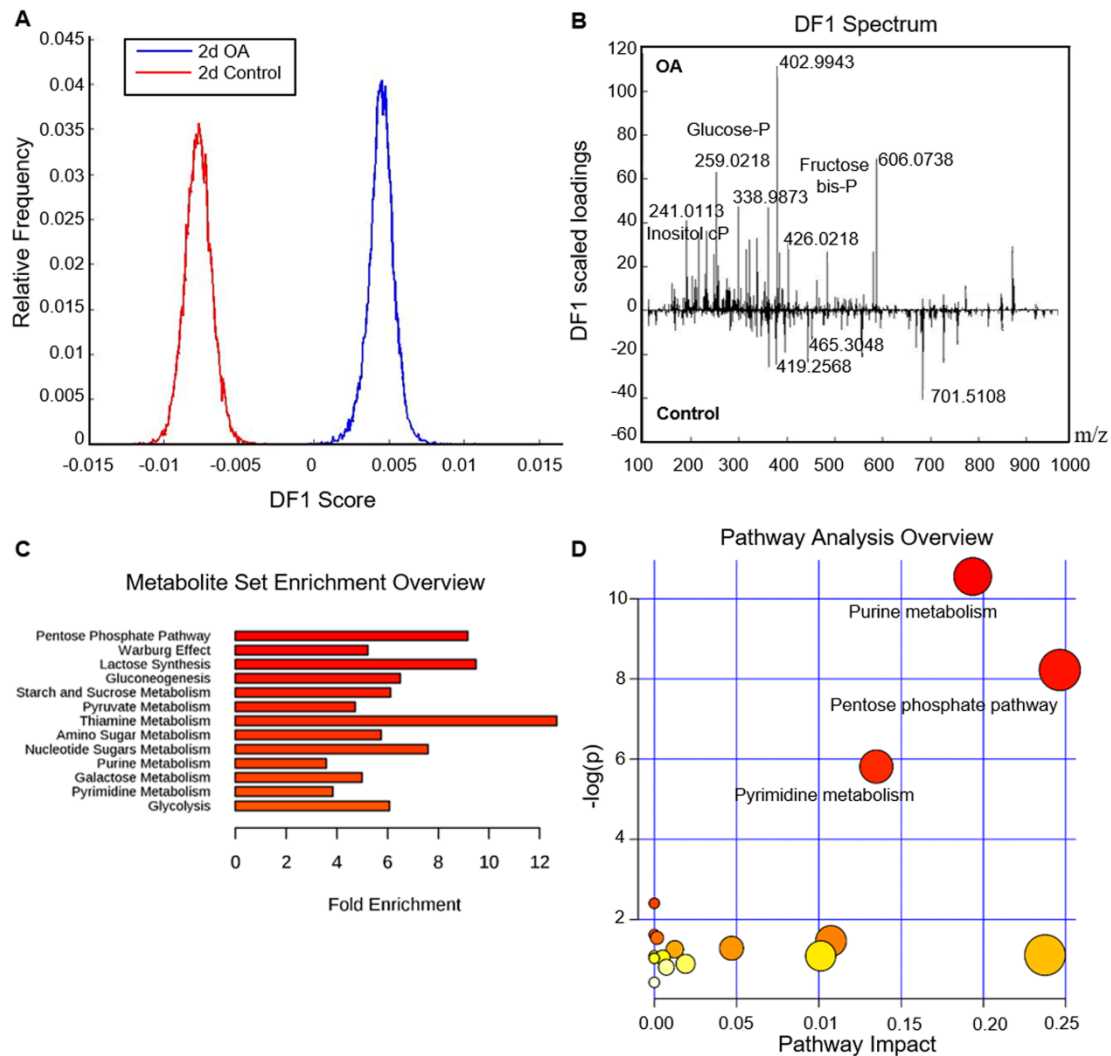 A
2d OA
2d Control
0.045
0.04
0.035
0.03
0.025
0.02
0.015
0.01
0.005
0
Relative Frequency
-0.015
-0.01
-0.005
0
0.005
0.01
0.015
DF1 Score
B
DF1 Spectrum
OA
120
100
80
60
40
20
0
-20
-40
-60
DF1 scaled loadings
402.9943
Glucose-P
259.0218
Fructose
bis-P
606.0738
338.9873
241.0113
Inositol cP
426.0218
465.3048
419.2568
701.5108
Control
m/z
100
200
300
400
500
600
700
800
900
1000
C
Metabolite Set Enrichment Overview
Pentose Phosphate Pathway
Warburg Effect
Lactose Synthesis
Gluconeogenesis
Starch and Sucrose Metabolism
Pyruvate Metabolism
Thiamine Metabolism
Amino Sugar Metabolism
Nucleotide Sugars Metabolism
Purine Metabolism
Galactose Metabolism
Pyrimidine Metabolism
Glycolysis
0
2
4
6
8
10
12
Fold Enrichment
D
Pathway Analysis Overview
10
8
6
4
2
-log(p)
Purine metabolism
Pentose phosphate pathway
Pyrimidine metabolism
0.00
0.05
0.01
0.15
0.20
0.25
Pathway Impact